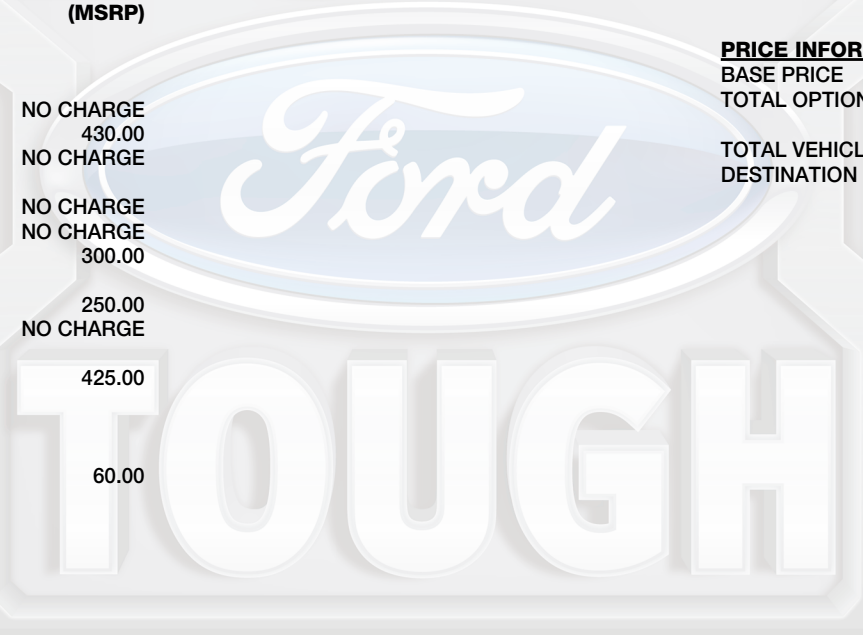 (MSRP)
NO CHARGE
430.00
NO CHARGE
NO CHARGE
NO CHARGE
300.00
250.00
NO CHARGE
425.00
60.00
PRICE INFOR
BASE PRICE
TOTAL OPTION
TOTAL VEHICL
DESTINATION
Ford
TOUGH